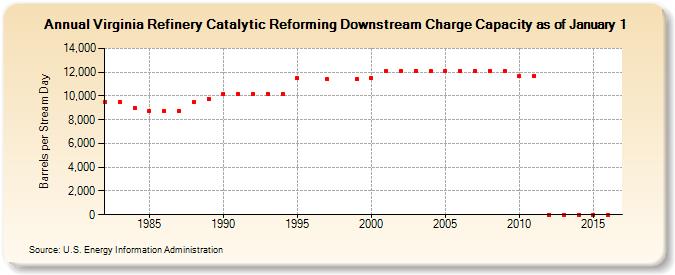 Annual Virginia Refinery Catalytic Reforming Downstream Charge Capacity as of January 1
Barrels per Stream Day
14,000
12,000
10,000
8,000
6,000
4,000
2,000
0
1985 1990 1995 2000 2005 2010 2015
Source: U.S. Energy Information Administration